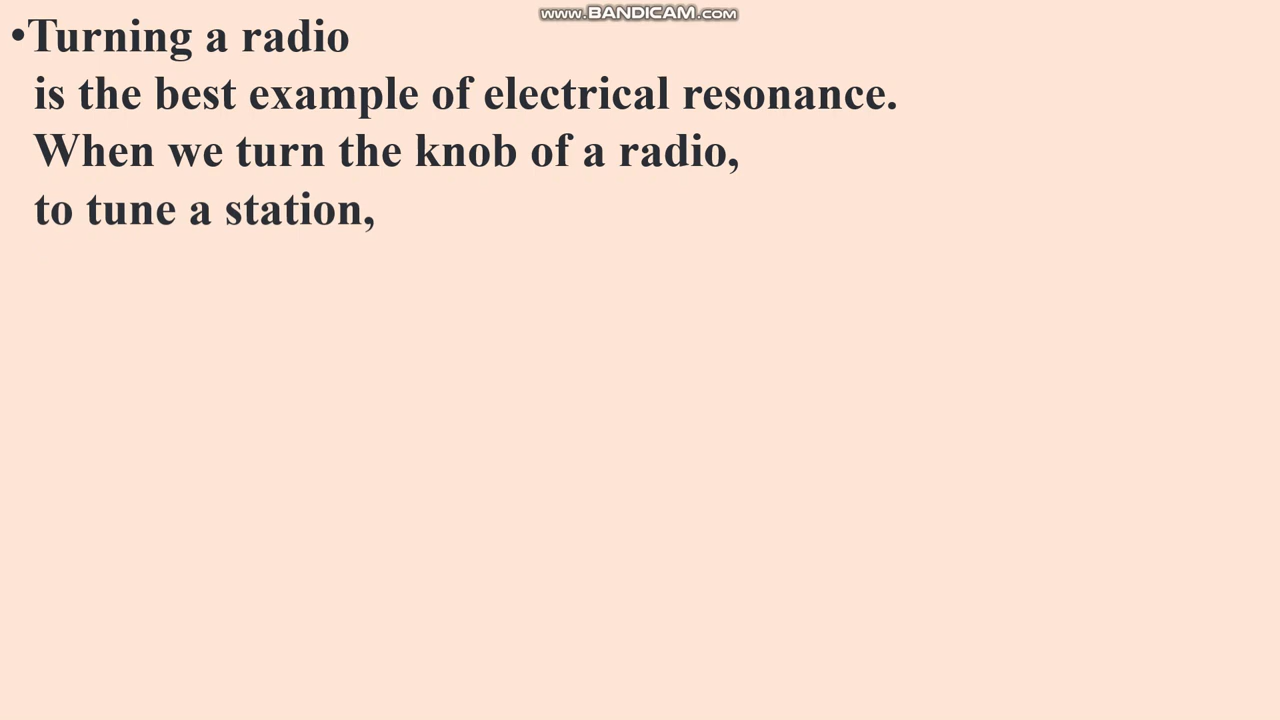 www.BANDICAM.com
•Turning a radio
is the best example of electrical resonance.
When we turn the knob of a radio,
to tune a station,